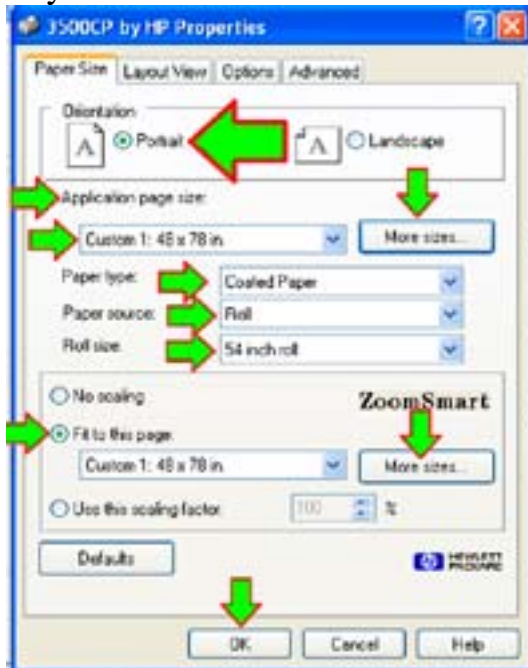 3500CP by HP Properties
Paper Size Layout View Options Advanced
Orientation
A Portrait A Landscape
Application page size:
Custom 1: 48 x 78 in. More sizes...
Paper type: Coated Paper
Paper source: Roll
Roll size: 54 inch roll
No scaling ZoomSmart
Fit to this page:
Custom 1: 48 x 78 in. More sizes...
Use this scaling factor: 100 %
Defaults hp HEWLETT
PACKARD
OK Cancel Help